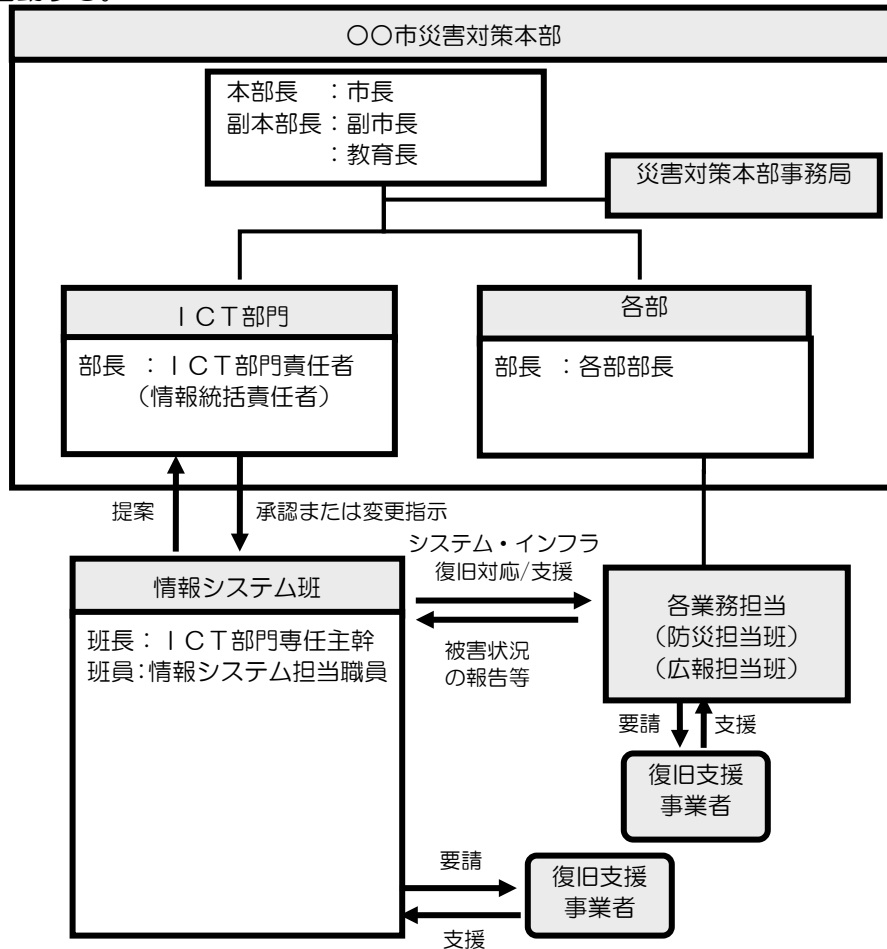 〇〇市災害対策本部
本部長 ：市長
副本部長：副市長
：教育長
災害対策本部事務局
ＩＣＴ部門
部長 ：ＩＣＴ部門責任者
（情報統括責任者）
各部
部長 ：各部部長
提案
承認または変更指示
システム・インフラ
復旧対応/支援
被害状況
の報告等
情報システム班
班長：ＩＣＴ部門専任主幹
班員：情報システム担当職員
各業務担当
（防災担当班）
（広報担当班）
要請
支援
復旧支援
事業者
要請
支援
復旧支援
事業者